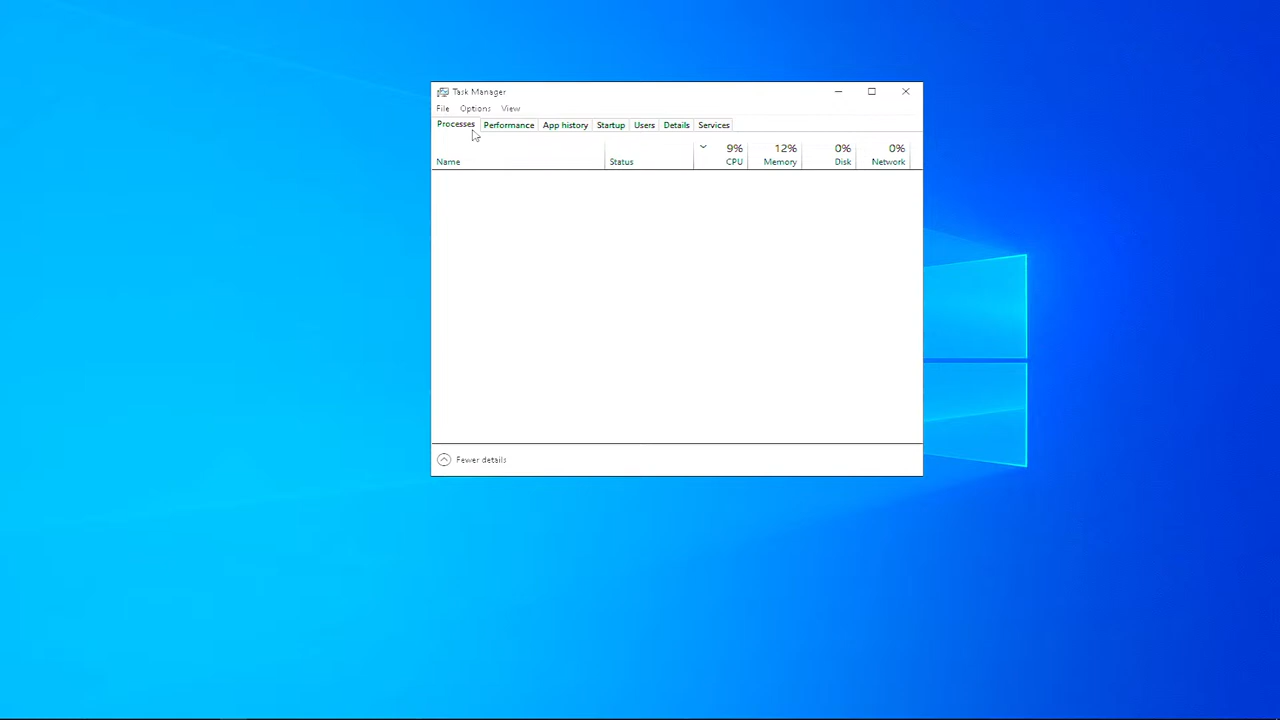 Task Manager
File Options View
Processes Performance App history Startup Users Details Services
9% 12% 0% 0%
Name Status CPU Memory Disk Network
Fewer details